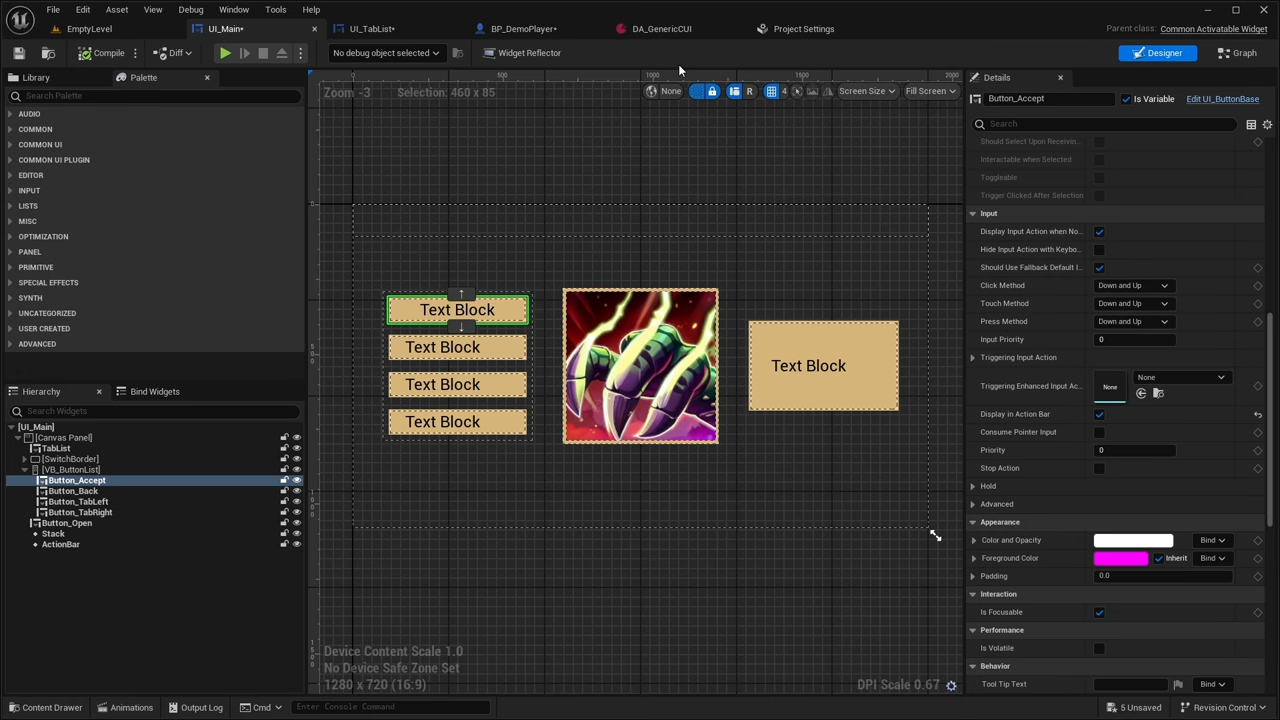 File Edit Asset View Debug Window Tools Help
EmptyLevel UI_Main* UI_TabList* BP_DemoPlayer* DA_GenericCUI Project Settings Parent class: Common Activatable Widget
Compile Diff No debug object selected Widget Reflector Designer Graph
Library Palette Details
Search Palette
AUDIO
COMMON
COMMON UI
COMMON UI PLUGIN
EDITOR
INPUT
LISTS
MISC
OPTIMIZATION
PANEL
PRIMITIVE
SPECIAL EFFECTS
SYNTH
UNCATEGORIZED
USER CREATED
ADVANCED
Hierarchy Bind Widgets
Search Widgets
[UI_Main]
[Canvas Panel]
TabList
[SwitchBorder]
[VB_ButtonList]
Button_Accept
Button_Back
Button_TabLeft
Button_TabRight
Button_Open
Stack
ActionBar
0 500 1000 1500 2000
Zoom -3 Selection: 460 x 85 None R 4 Screen Size Fill Screen
Text Block
Text Block
Text Block
Text Block
Text Block
Device Content Scale 1.0
No Device Safe Zone Set
1280 x 720 (16:9) DPI Scale 0.67
Button_Accept Is Variable Edit UI_ButtonBase
Search
Should Select Upon Receivin...
Interactable when Selected
Toggleable
Trigger Clicked After Selection
Input
Display Input Action when No...
Hide Input Action with Keybo...
Should Use Fallback Default I...
Click Method Down and Up
Touch Method Down and Up
Press Method Down and Up
Input Priority 0
Triggering Input Action
Triggering Enhanced Input Ac... None None
Display in Action Bar
Consume Pointer Input
Priority 0
Stop Action
Hold
Advanced
Appearance
Color and Opacity Bind
Foreground Color Inherit Bind
Padding 0.0
Interaction
Is Focusable
Performance
Is Volatile
Behavior
Tool Tip Text Bind
Content Drawer Animations Output Log Cmd Enter Console Command 5 Unsaved Revision Control